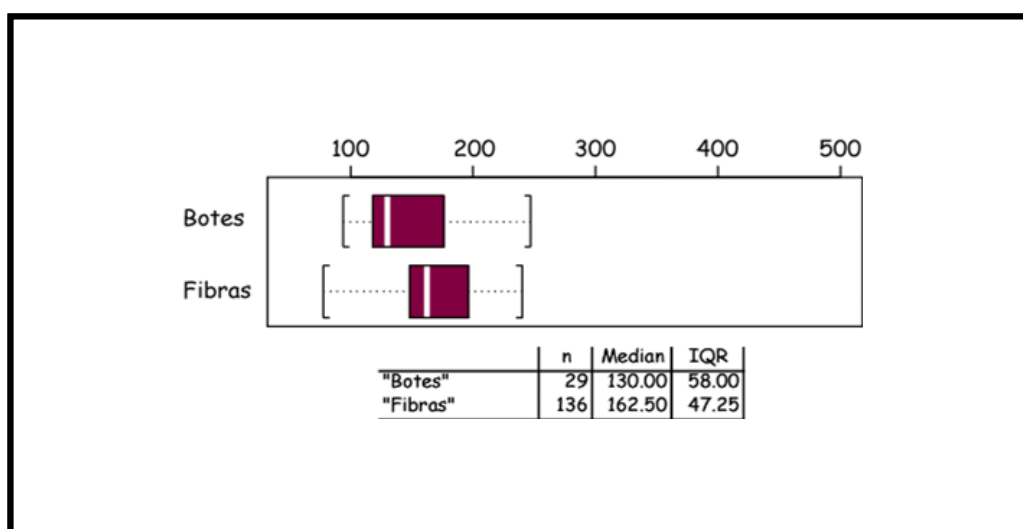 100 200 300 400 500
Botes
Fibras
n Median IQR
"Botes" 29 130.00 58.00
"Fibras" 136 162.50 47.25